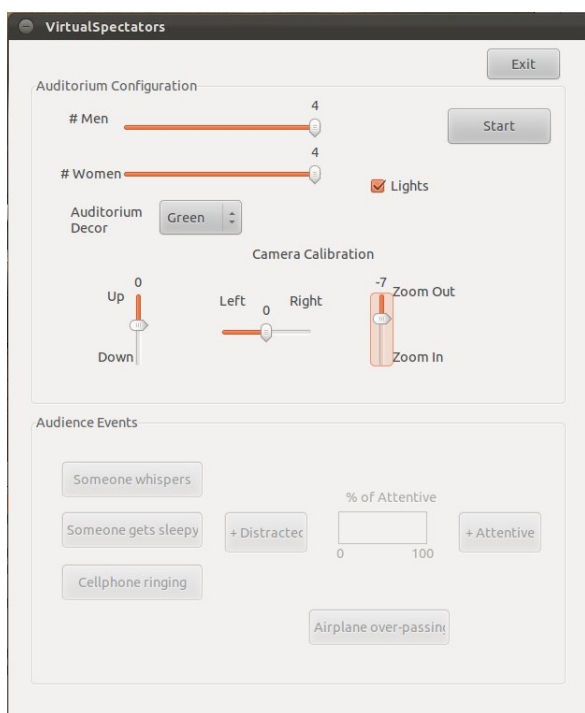 VirtualSpectators
Exit
Auditorium Configuration
# Men
4
Start
# Women
4
Lights
Auditorium
Decor
Green
Camera Calibration
Up
0
Down
Left
0
Right
-7
Zoom Out
Zoom In
Audience Events
Someone whispers
Someone gets sleepy
+ Distracted
% of Attentive
0
100
+ Attentive
Cellphone ringing
Airplane over-passing